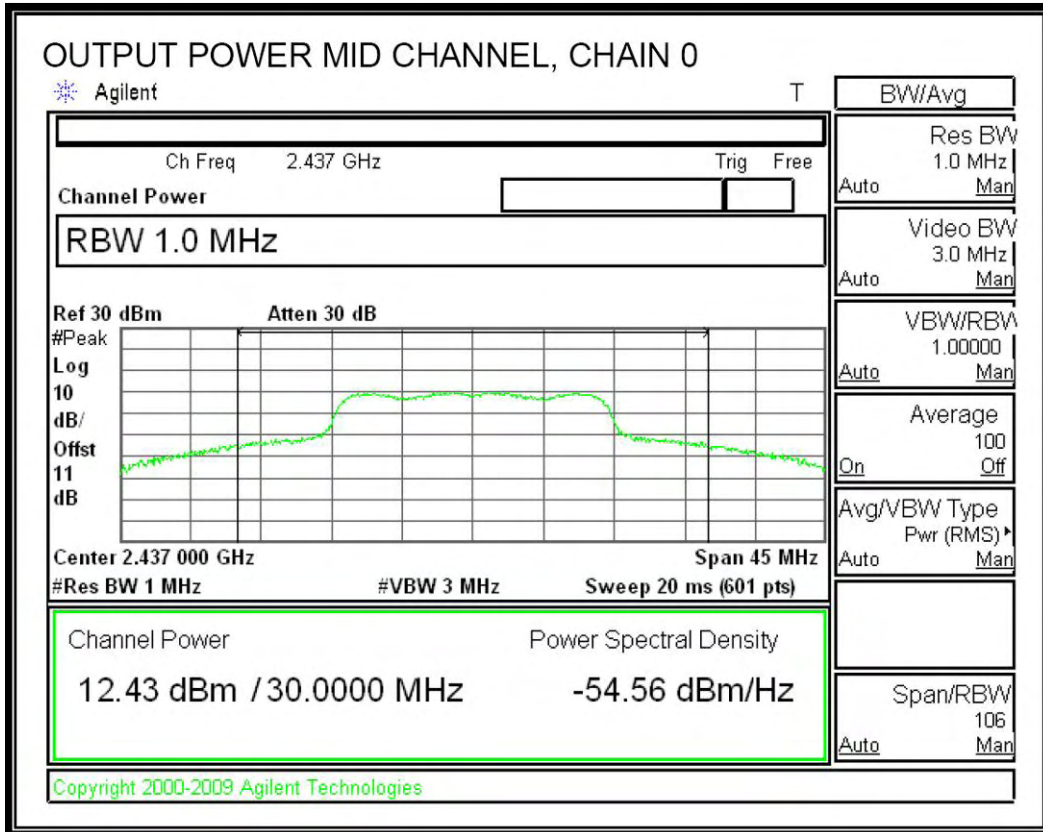 OUTPUT POWER MID CHANNEL, CHAIN 0
Agilent T
Ch Freq 2.437 GHz Trig Free
Channel Power
RBW 1.0 MHz
Ref 30 dBm Atten 30 dB
#Peak
Log
10
dB/
Offst
11
dB
Center 2.437 000 GHz Span 45 MHz
#Res BW 1 MHz #VBW 3 MHz Sweep 20 ms (601 pts)
Channel Power Power Spectral Density
12.43 dBm / 30.0000 MHz -54.56 dBm/Hz
Copyright 2000-2009 Agilent Technologies
BW/Avg
Res BW
1.0 MHz
Auto Man
Video BW
3.0 MHz
Auto Man
VBW/RBW
1.00000
Auto Man
Average
100
On Off
Avg/VBW Type
Pwr (RMS)
Auto Man
Span/RBW
106
Auto Man